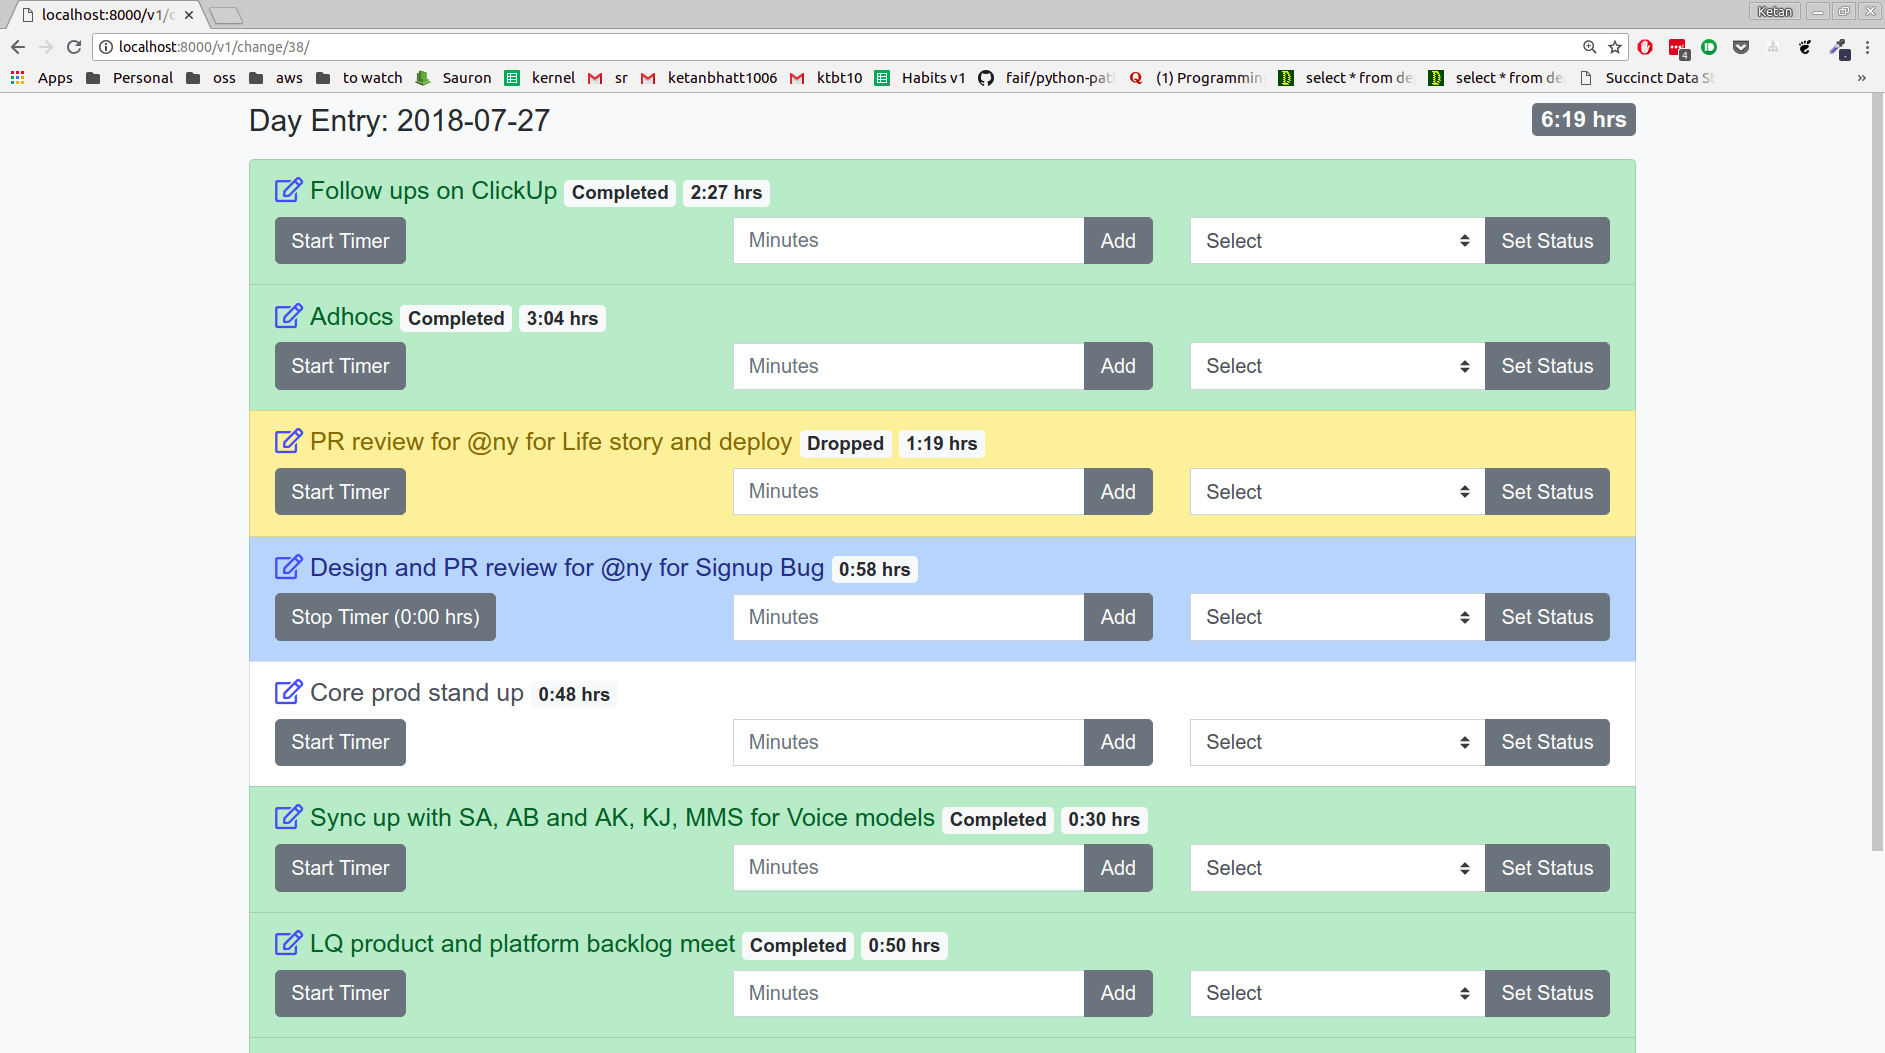 localhost:8000/v1/c
Ketan
localhost:8000/v1/change/38/
4
Apps Personal oss aws to watch Sauron kernel sr ketanbhatt1006 ktbt10 Habits v1 faif/python-pat (1) Programmin select * from de select * from de Succinct Data St »
Day Entry: 2018-07-27 6:19 hrs
Follow ups on ClickUp Completed 2:27 hrs
Start Timer Minutes Add Select Set Status
Adhocs Completed 3:04 hrs
Start Timer Minutes Add Select Set Status
PR review for @ny for Life story and deploy Dropped 1:19 hrs
Start Timer Minutes Add Select Set Status
Design and PR review for @ny for Signup Bug 0:58 hrs
Stop Timer (0:00 hrs) Minutes Add Select Set Status
Core prod stand up 0:48 hrs
Start Timer Minutes Add Select Set Status
Sync up with SA, AB and AK, KJ, MMS for Voice models Completed 0:30 hrs
Start Timer Minutes Add Select Set Status
LQ product and platform backlog meet Completed 0:50 hrs
Start Timer Minutes Add Select Set Status